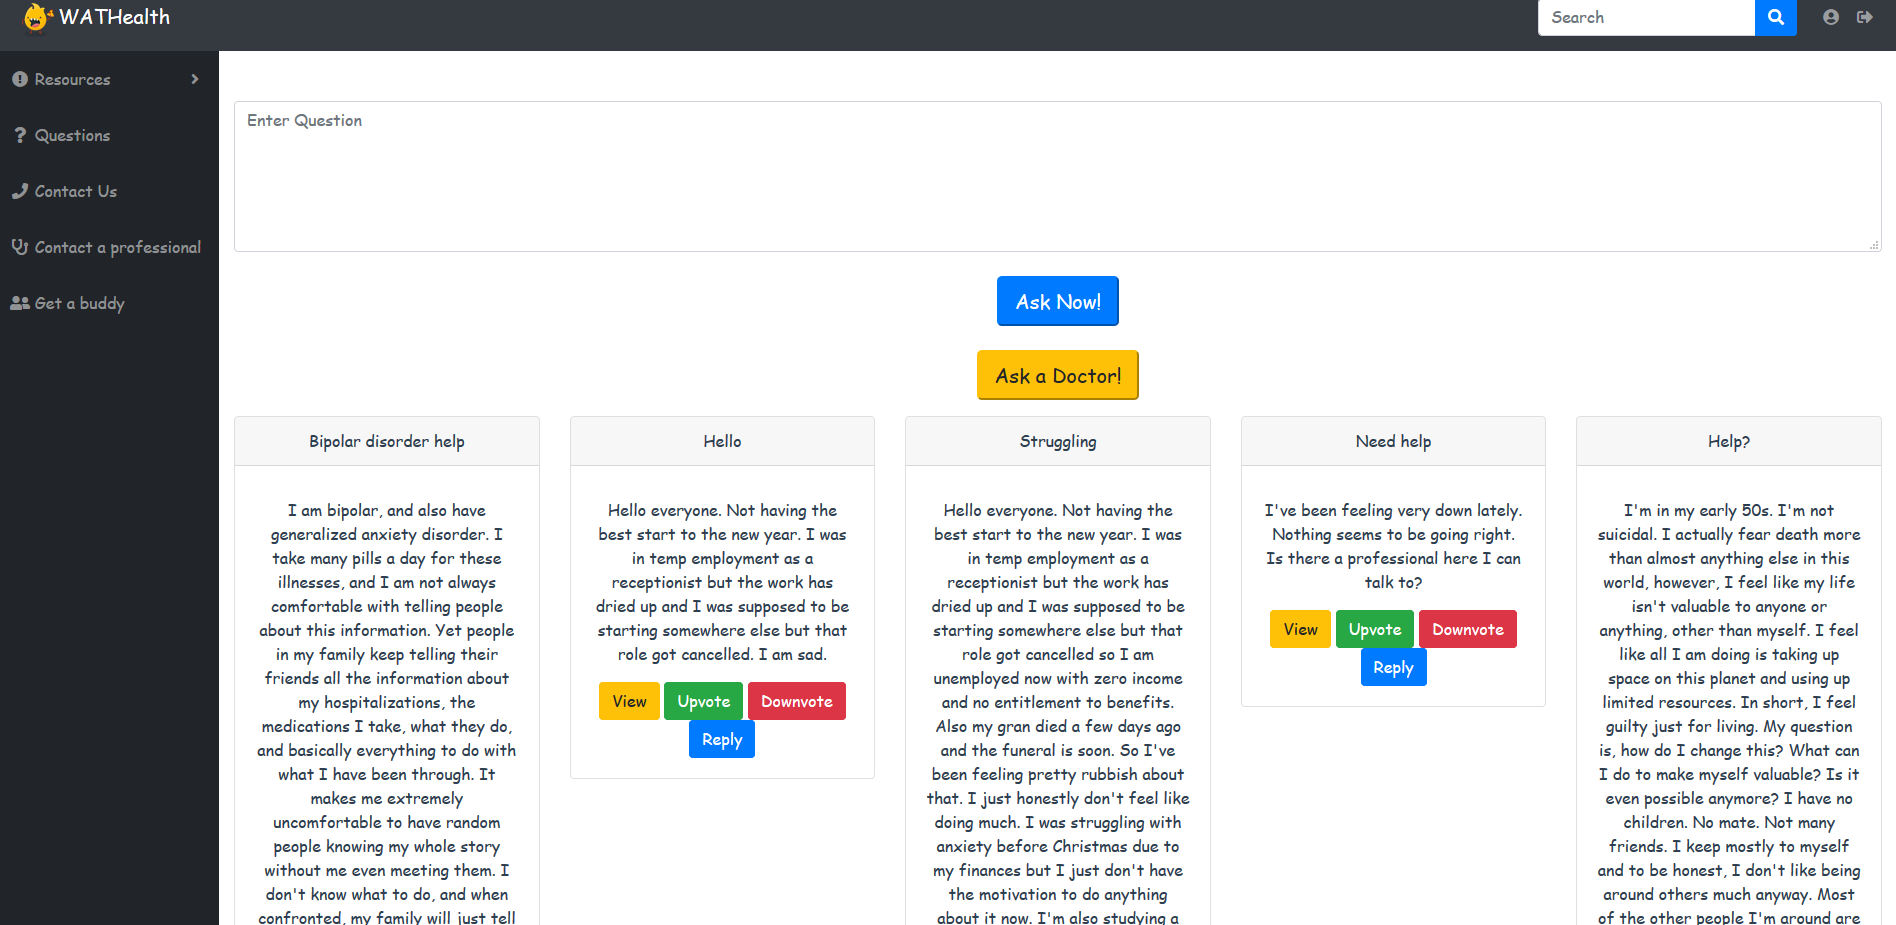 WATHealth
Search
Resources
Questions
Contact Us
Contact a professional
Get a buddy
Enter Question
Ask Now!
Ask a Doctor!
Bipolar disorder help
I am bipolar, and also have
generalized anxiety disorder. I
take many pills a day for these
illnesses, and I am not always
comfortable with telling people
about this information. Yet people
in my family keep telling their
friends all the information about
my hospitalizations, the
medications I take, what they do,
and basically everything to do with
what I have been through. It
makes me extremely
uncomfortable to have random
people knowing my whole story
without me even meeting them. I
don't know what to do, and when
confronted, my family will just tell
Hello
Hello everyone. Not having the
best start to the new year. I was
in temp employment as a
receptionist but the work has
dried up and I was supposed to be
starting somewhere else but that
role got cancelled. I am sad.
View Upvote Downvote
Reply
Struggling
Hello everyone. Not having the
best start to the new year. I was
in temp employment as a
receptionist but the work has
dried up and I was supposed to be
starting somewhere else but that
role got cancelled so I am
unemployed now with zero income
and no entitlement to benefits.
Also my gran died a few days ago
and the funeral is soon. So I've
been feeling pretty rubbish about
that. I just honestly don't feel like
doing much. I was struggling with
anxiety before Christmas due to
my finances but I just don't have
the motivation to do anything
about it now. I'm also studying a
Need help
I've been feeling very down lately.
Nothing seems to be going right.
Is there a professional here I can
talk to?
View Upvote Downvote
Reply
Help?
I'm in my early 50s. I'm not
suicidal. I actually fear death more
than almost anything else in this
world, however, I feel like my life
isn't valuable to anyone or
anything, other than myself. I feel
like all I am doing is taking up
space on this planet and using up
limited resources. In short, I feel
guilty just for living. My question
is, how do I change this? What can
I do to make myself valuable? Is it
even possible anymore? I have no
children. No mate. Not many
friends. I keep mostly to myself
and to be honest, I don't like being
around others much anyway. Most
of the other people I'm around are